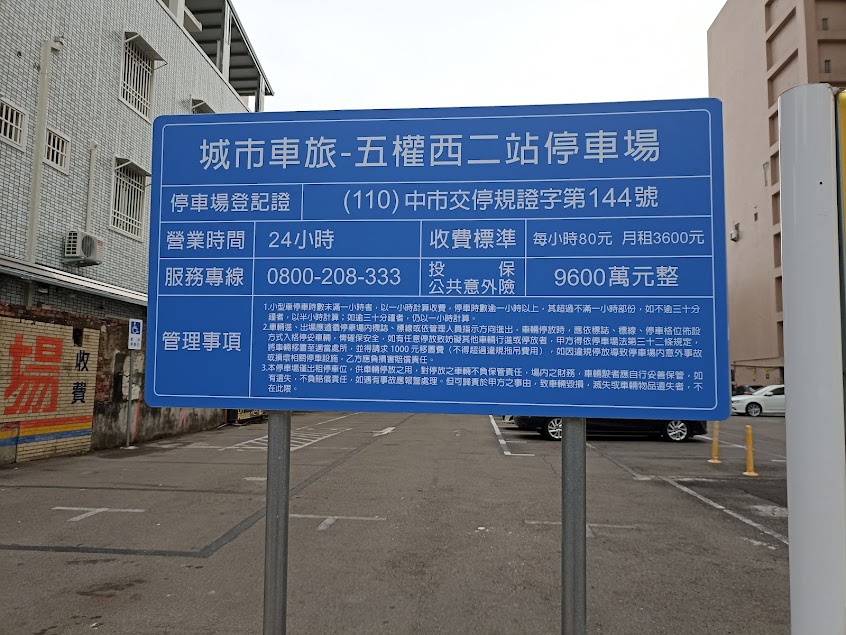 城市車旅-五權西二站停車場
停車場登記證 (110)中市交停規證字第144號
營業時間 24小時 收費標準 每小時80元 月租3600元
服務專線 0800-208-333 投保公共意外險 9600萬元整
管理事項
1.小型車停車時數未滿一小時者，以一小時計算收費，停車時數逾一小時以上，其超過不滿一小時部份，如不逾三十分
鐘者，以半小時計算；如逾三十分鐘者，仍以一小時計算。
2.車輛進、出場應遵循停車場內標誌、標線或依管理人員指示方向進出，車輛停放時，應依標誌、標線、停車格位佈設
方式入格停妥車輛，俾確保安全，如有任意停放致妨礙其他車輛行進或停放者，甲方得依停車場法第三十二條規定，
將車輛移置至適當處所，並得請求1000元移置費（不得超過違規拖吊費用），如因違規停放導致停車場內意外事故
或損壞相關停車設施，乙方應負損害賠償責任。
3.本停車場僅出租停車位，供車輛停放之用，對停放之車輛不負保管責任，場內之財務，車輛駛者應自行妥善保管，如
有遺失，不負賠償責任，如遇有事故應報警處理。但可歸責於甲方之事由，致車輛毀損，滅失或車輛物品遺失者，不
在此限。
場
收費